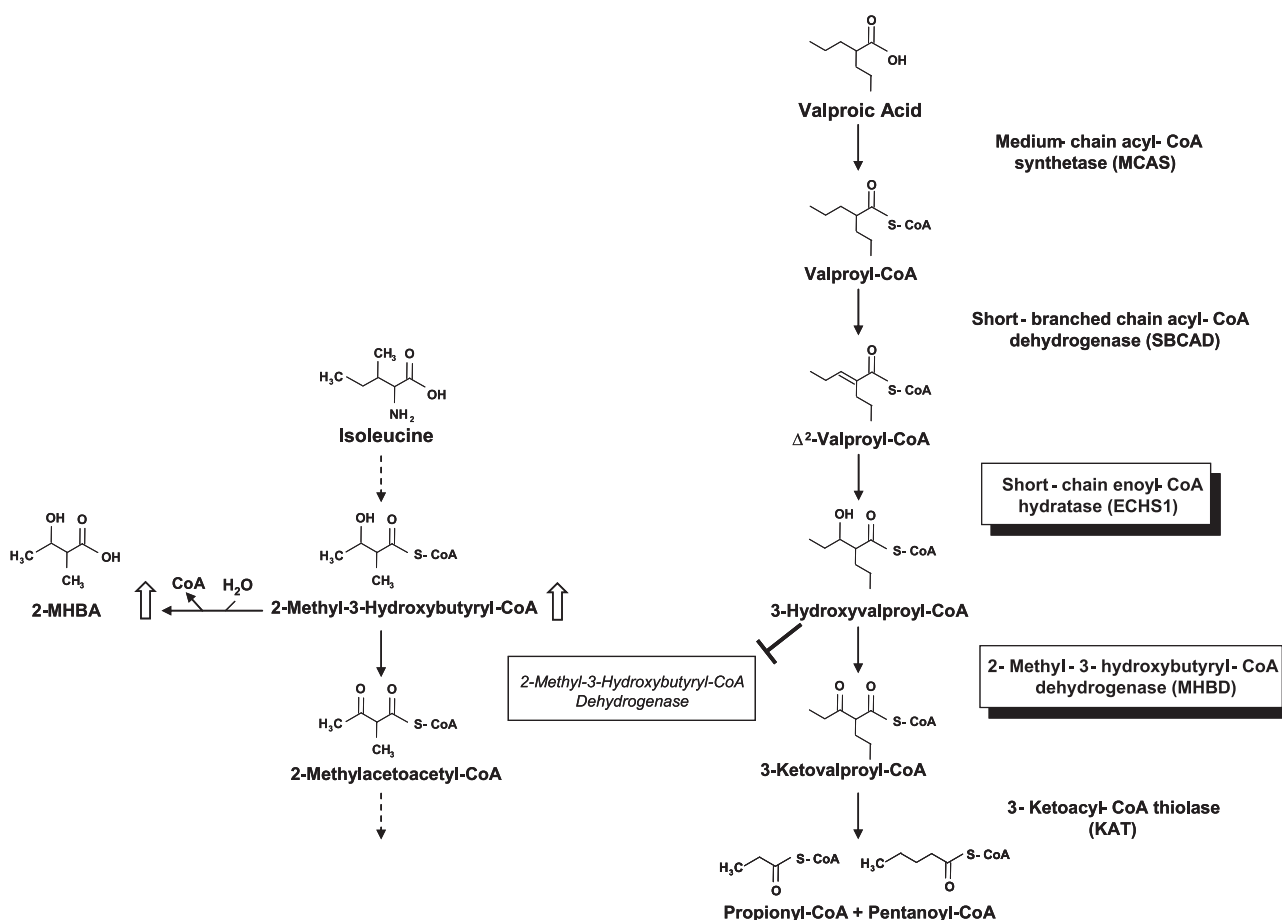 O
OH
Valproic Acid
Medium- chain acyl- CoA
synthetase (MCAS)
O
S- CoA
Valproyl-CoA
Short - branched chain acyl- CoA
dehydrogenase (SBCAD)
O
S- CoA
Δ²-Valproyl-CoA
CH₃ O
H₃C
OH
NH₂
Isoleucine
Short - chain enoyl- CoA
hydratase (ECHS1)
OH O
S- CoA
3-Hydroxyvalproyl-CoA
OH O
H₃C
OH
CH₃
2-MHBA
CoA H₂O
OH O
H₃C
S- CoA
CH₃
2-Methyl-3-Hydroxybutyryl-CoA
2-Methyl-3-Hydroxybutyryl-CoA
Dehydrogenase
2- Methyl - 3- hydroxybutyryl- CoA
dehydrogenase (MHBD)
O O
H₃C
S- CoA
CH₃
2-Methylacetoacetyl-CoA
O O
S- CoA
3-Ketovalproyl-CoA
3- Ketoacyl- CoA thiolase
(KAT)
H₃C
S- CoA
O
H₃C
S- CoA
O
Propionyl-CoA + Pentanoyl-CoA